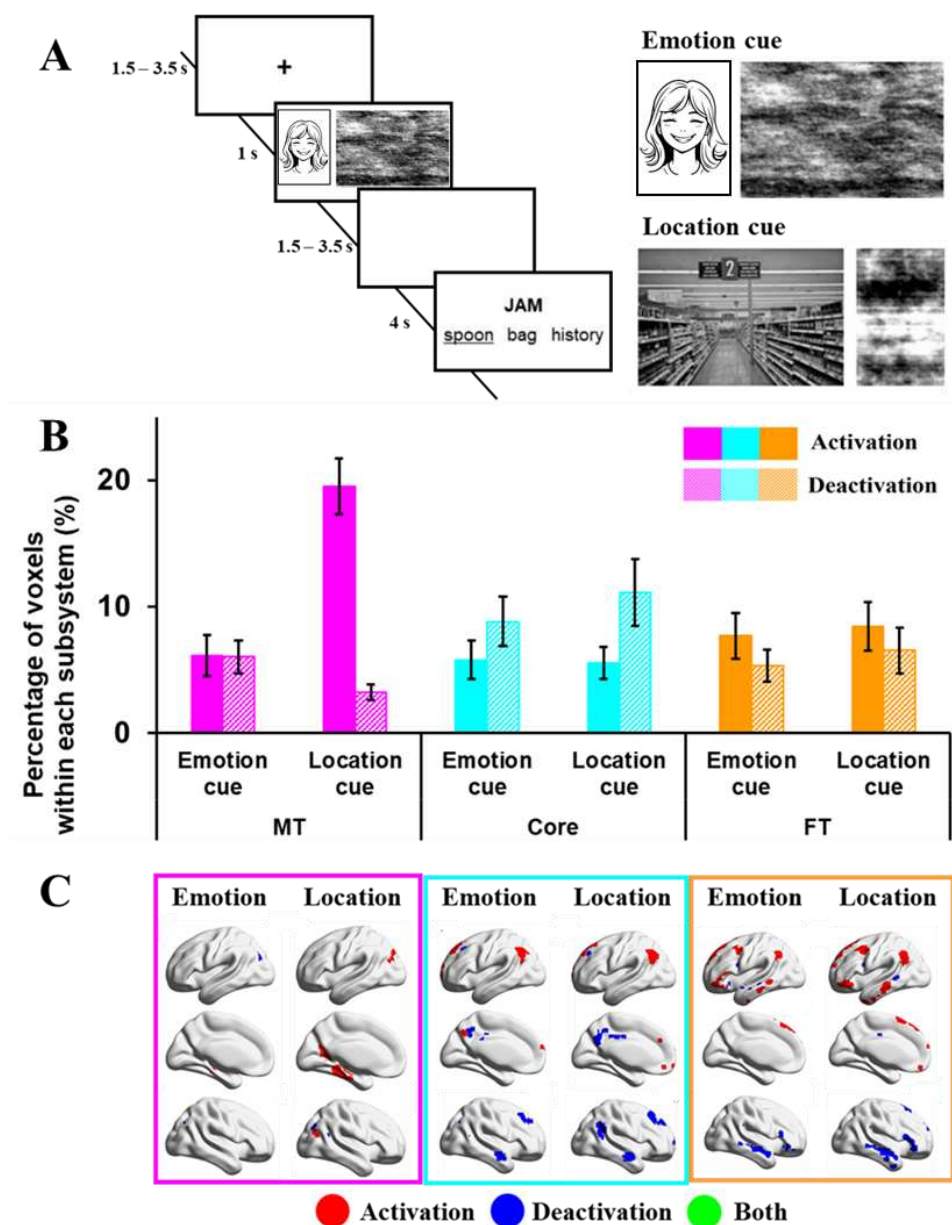 A
1.5 – 3.5 s
+
1 s
1.5 – 3.5 s
4 s
JAM
spoon bag history
Emotion cue
Location cue
2
B
Percentage of voxels
within each subsystem (%)
20
10
0
Activation
Deactivation
Emotion cue
Location cue
Emotion cue
Location cue
Emotion cue
Location cue
MT
Core
FT
C
Emotion Location
Emotion Location
Emotion Location
Activation Deactivation Both